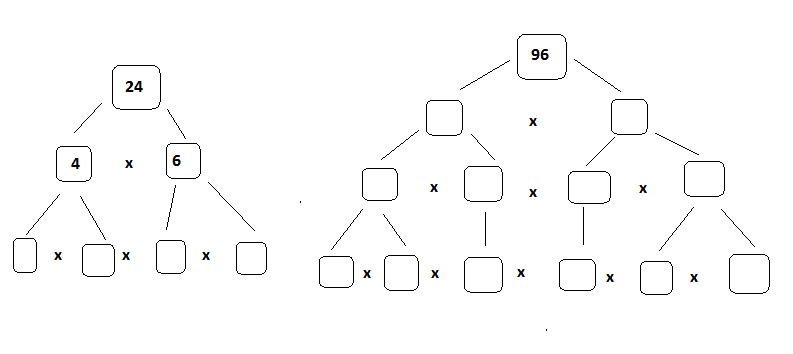 96
24
x
4 x 6
x x x
x x x x x
x x x